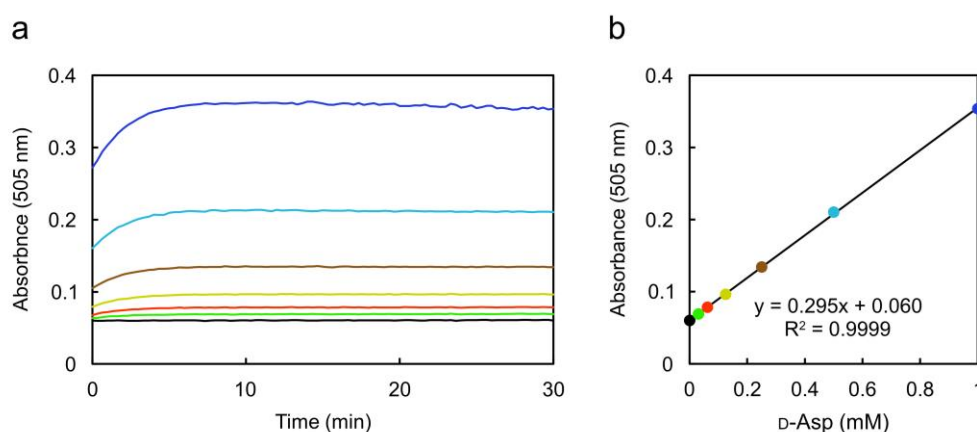 a
Absorbnce (505 nm)
0.4
0.3
0.2
0.1
0
0
10
20
30
Time (min)
b
Absorbance (505 nm)
0.4
0.3
0.2
0.1
0
y = 0.295x + 0.060
R² = 0.9999
0
0.2
0.4
0.6
0.8
1
D-Asp (mM)